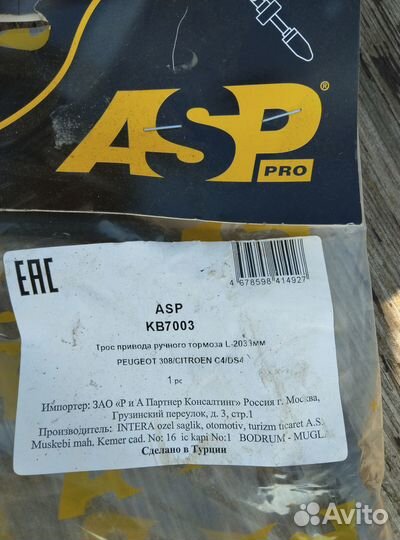 ASP®
PRO
EAC
4 678598 414927
ASP
KB7003
Трос привода ручного тормоза L-2033мм
PEUGEOT 308/CITROEN C4/DS4
1 pc
Импортер: ЗАО «Р и А Партнер Консалтинг» Россия г. Москва,
Грузинский переулок, д. 3, стр.1
Производитель: INTERA ozel saglik, otomotiv, turizm ticaret A.S.
Muskebi mah. Kemer cad. No: 16 ic kapi No:1 BODRUM - MUGL
Сделано в Турции
Avito